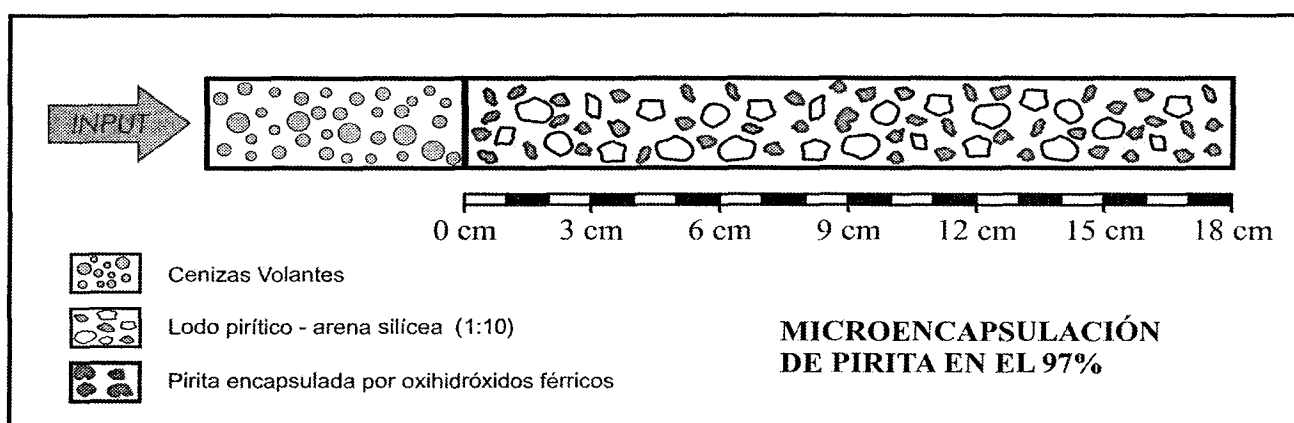 INPUT
0 cm 3 cm 6 cm 9 cm 12 cm 15 cm 18 cm
Cenizas Volantes
Lodo pirítico - arena silícea (1:10)
Pirita encapsulada por oxihidróxidos férricos
MICROENCAPSULACIÓN
DE PIRITA EN EL 97%